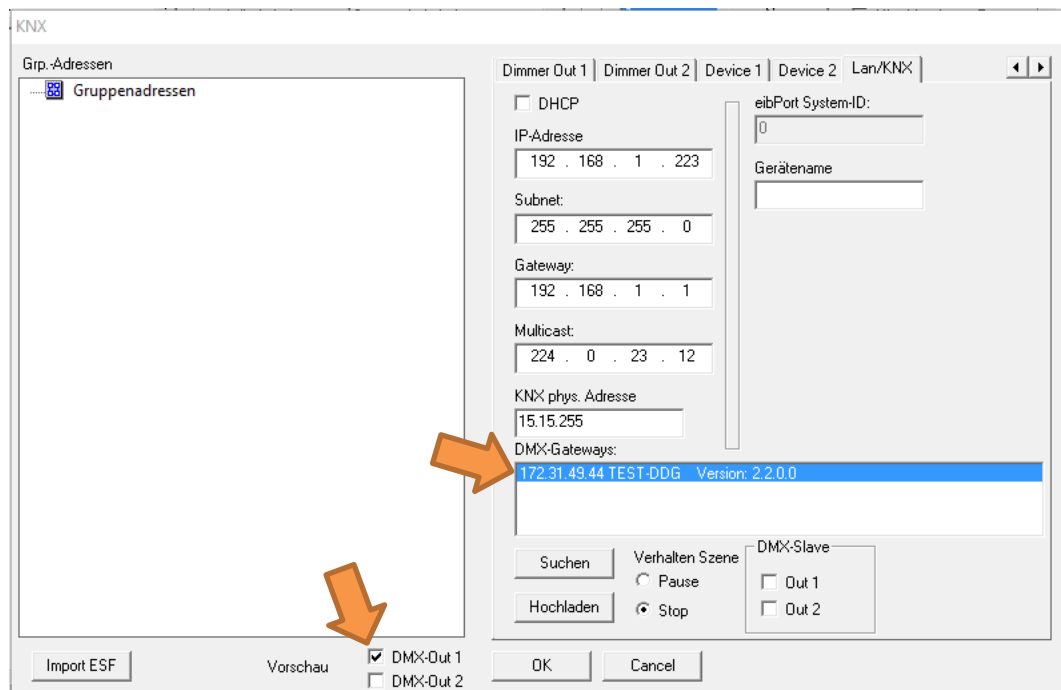 KNX
Grp.-Adressen
Gruppenadressen
Dimmer Out 1 Dimmer Out 2 Device 1 Device 2 Lan/KNX
DHCP
IP-Adresse
192 . 168 . 1 . 223
Subnet:
255 . 255 . 255 . 0
Gateway:
192 . 168 . 1 . 1
Multicast:
224 . 0 . 23 . 12
KNX phys. Adresse
15.15.255
eibPort System-ID:
0
Gerätename
DMX-Gateways:
172.31.49.44 TEST-DDG Version: 2.2.0.0
Suchen
Hochladen
Verhalten Szene
Pause
Stop
DMX-Slave
Out 1
Out 2
Import ESF
Vorschau
DMX-Out 1
DMX-Out 2
OK
Cancel